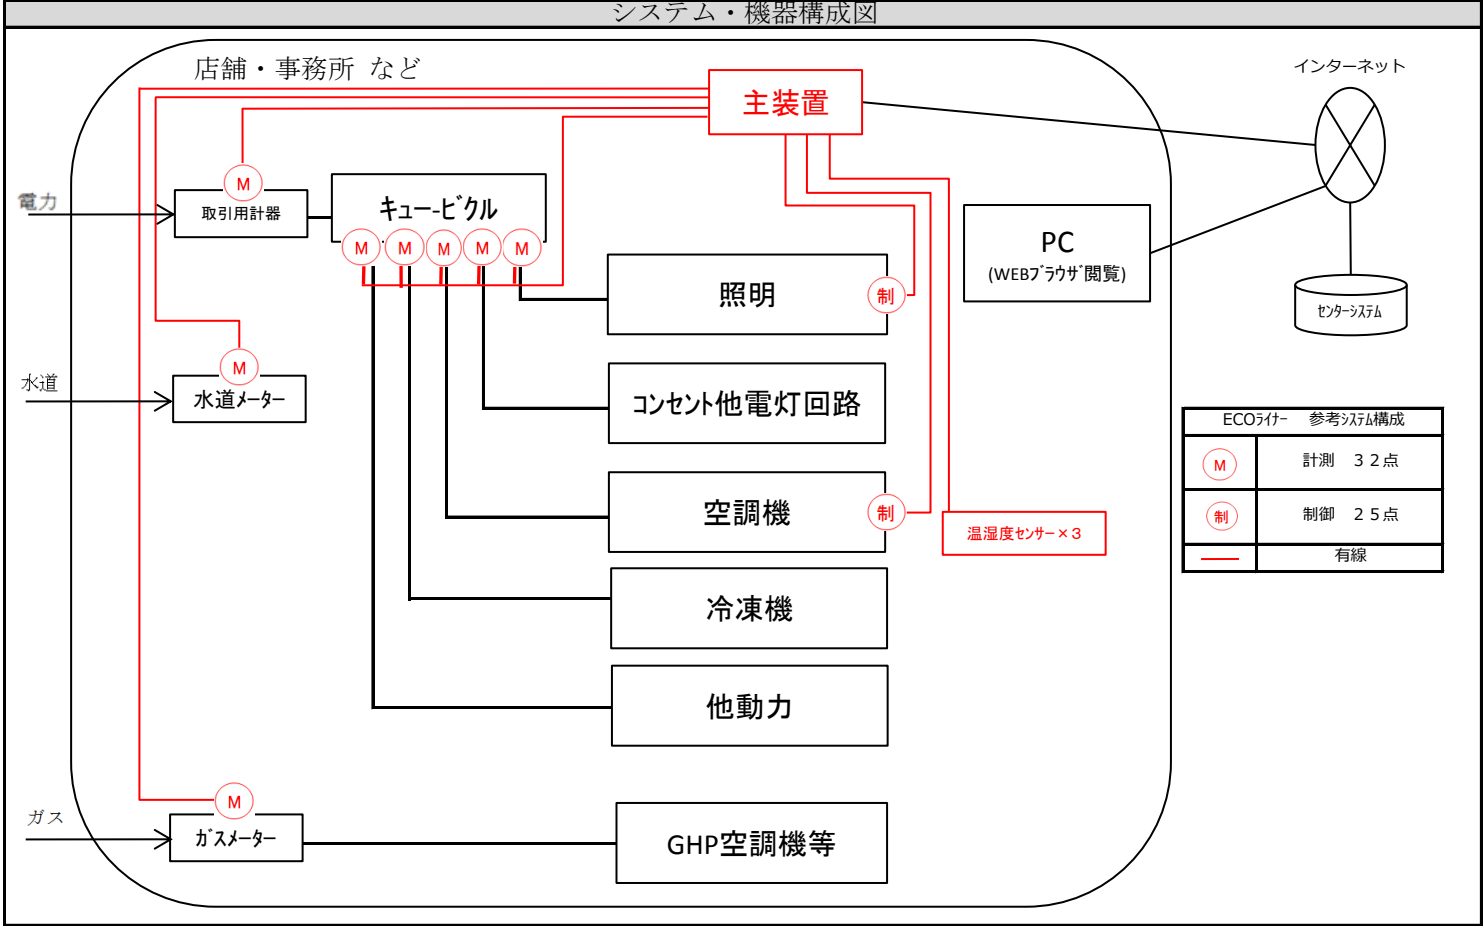 システム・機器構成図
店舗・事務所 など
主装置
インターネット
電力
M
取引用計器
キュービクル
M M M M M
PC
(WEBﾌﾞﾗｳｻﾞ閲覧)
照明
制
ｾﾝﾀｰｼｽﾃﾑ
水道
M
水道ﾒｰﾀｰ
ｺﾝｾﾝﾄ他電灯回路
ECOﾗｲﾅｰ 参考ｼｽﾃﾑ構成
M 計測 ３２点
制 制御 ２５点
有線
空調機
制
温湿度ｾﾝｻｰ×３
冷凍機
他動力
ガス
M
ｶﾞｽﾒｰﾀｰ
GHP空調機等